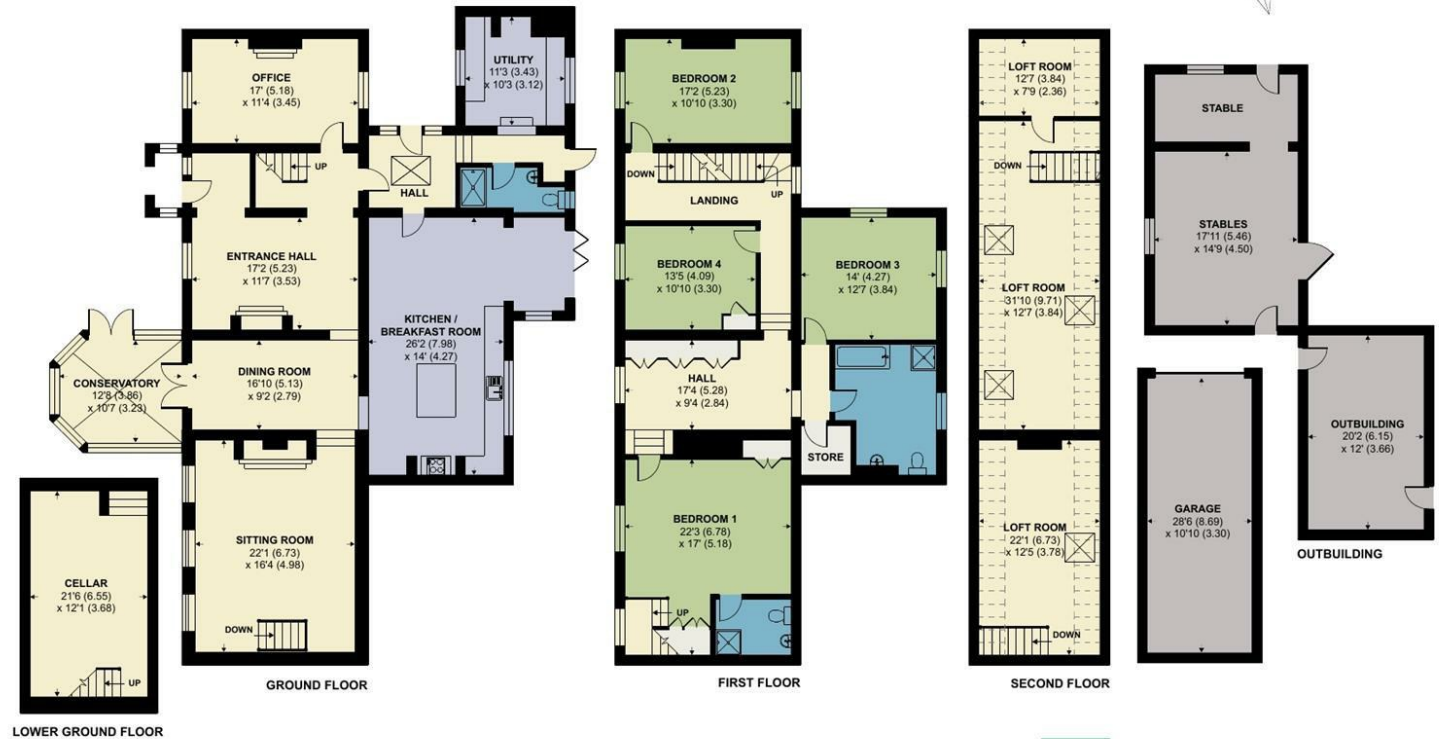 OFFICE
17' (5.18)
x 11'4 (3.45)
UTILITY
11'3 (3.43)
x 10'3 (3.12)
UP
HALL
ENTRANCE HALL
17'2 (5.23)
x 11'7 (3.53)
KITCHEN /
BREAKFAST ROOM
26'2 (7.98)
x 14' (4.27)
CONSERVATORY
12'8 (3.86)
x 10'7 (3.23)
DINING ROOM
16'10 (5.13)
x 9'2 (2.79)
SITTING ROOM
22'1 (6.73)
x 16'4 (4.98)
DOWN
GROUND FLOOR
CELLAR
21'6 (6.55)
x 12'1 (3.68)
UP
LOWER GROUND FLOOR
BEDROOM 2
17'2 (5.23)
x 10'10 (3.30)
DOWN
UP
LANDING
BEDROOM 4
13'5 (4.09)
x 10'10 (3.30)
BEDROOM 3
14' (4.27)
x 12'7 (3.84)
HALL
17'4 (5.28)
x 9'4 (2.84)
STORE
BEDROOM 1
22'3 (6.78)
x 17' (5.18)
UP
FIRST FLOOR
LOFT ROOM
12'7 (3.84)
x 7'9 (2.36)
DOWN
LOFT ROOM
31'10 (9.71)
x 12'7 (3.84)
LOFT ROOM
22'1 (6.73)
x 12'5 (3.78)
DOWN
SECOND FLOOR
STABLE
STABLES
17'11 (5.46)
x 14'9 (4.50)
GARAGE
28'6 (8.69)
x 10'10 (3.30)
OUTBUILDING
20'2 (6.15)
x 12' (3.66)
OUTBUILDING